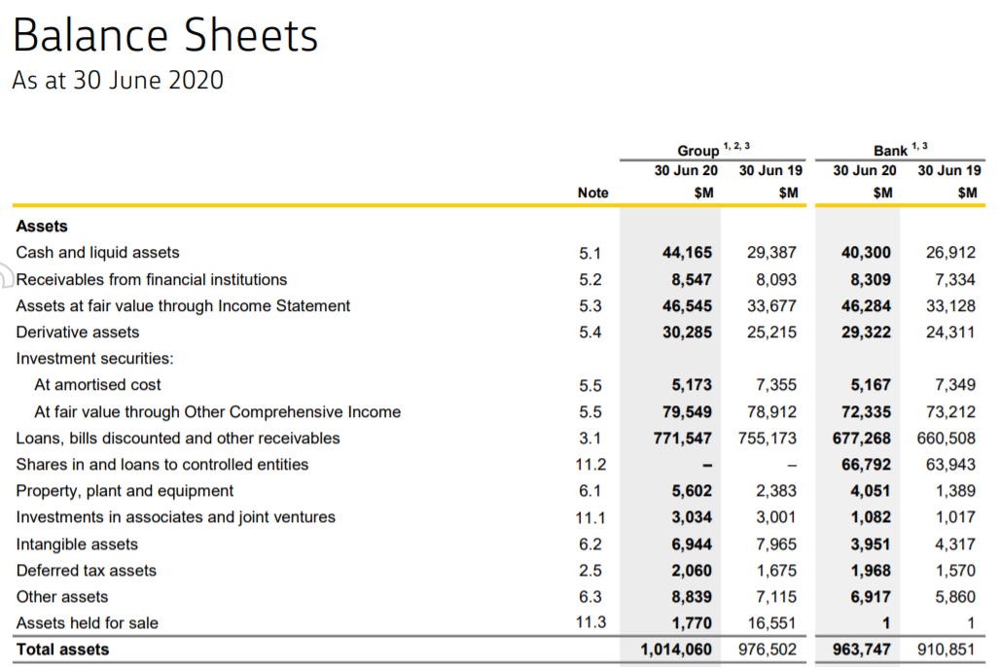 Balance Sheets
As at 30 June 2020
Group 1, 2, 3 Bank 1, 3
30 Jun 20 30 Jun 19 30 Jun 20 30 Jun 19
Note $M $M $M $M
Assets
Cash and liquid assets 5.1 44,165 29,387 40,300 26,912
Receivables from financial institutions 5.2 8,547 8,093 8,309 7,334
Assets at fair value through Income Statement 5.3 46,545 33,677 46,284 33,128
Derivative assets 5.4 30,285 25,215 29,322 24,311
Investment securities:
At amortised cost 5.5 5,173 7,355 5,167 7,349
At fair value through Other Comprehensive Income 5.5 79,549 78,912 72,335 73,212
Loans, bills discounted and other receivables 3.1 771,547 755,173 677,268 660,508
Shares in and loans to controlled entities 11.2 – – 66,792 63,943
Property, plant and equipment 6.1 5,602 2,383 4,051 1,389
Investments in associates and joint ventures 11.1 3,034 3,001 1,082 1,017
Intangible assets 6.2 6,944 7,965 3,951 4,317
Deferred tax assets 2.5 2,060 1,675 1,968 1,570
Other assets 6.3 8,839 7,115 6,917 5,860
Assets held for sale 11.3 1,770 16,551 1 1
Total assets 1,014,060 976,502 963,747 910,851